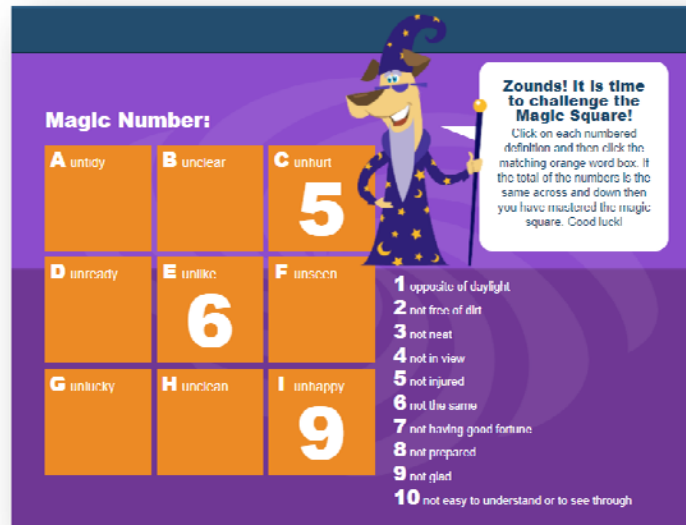 Zounds! It is time
to challenge the
Magic Square!
Click on each numbered
definition and then click the
matching orange word box. If
the total of the numbers is the
same across and down then
you have mastered the magic
square. Good luck!
Magic Number:
A untidy
B unclear
C unhurt
5
D unready
E unlike
6
F unseen
G unlucky
H unclean
I unhappy
9
1 opposite of daylight
2 not free of dirt
3 not neat
4 not in view
5 not injured
6 not the same
7 not having good fortune
8 not prepared
9 not glad
10 not easy to understand or to see through